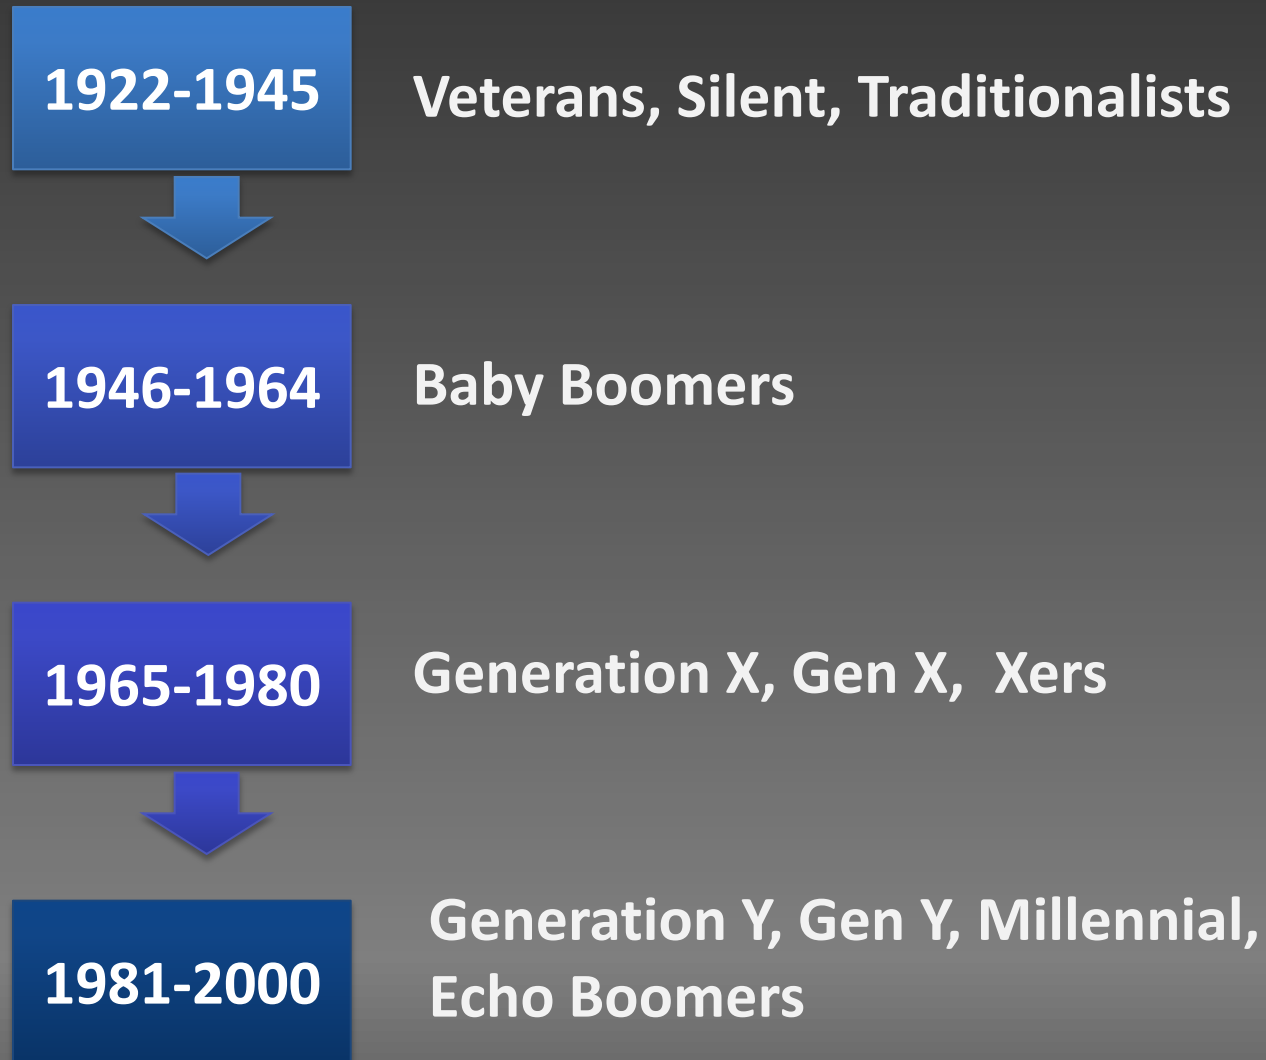 1922-1945
Veterans, Silent, Traditionalists
1946-1964
Baby Boomers
1965-1980
Generation X, Gen X,  Xers
1981-2000
Generation Y, Gen Y, Millennial,
Echo Boomers